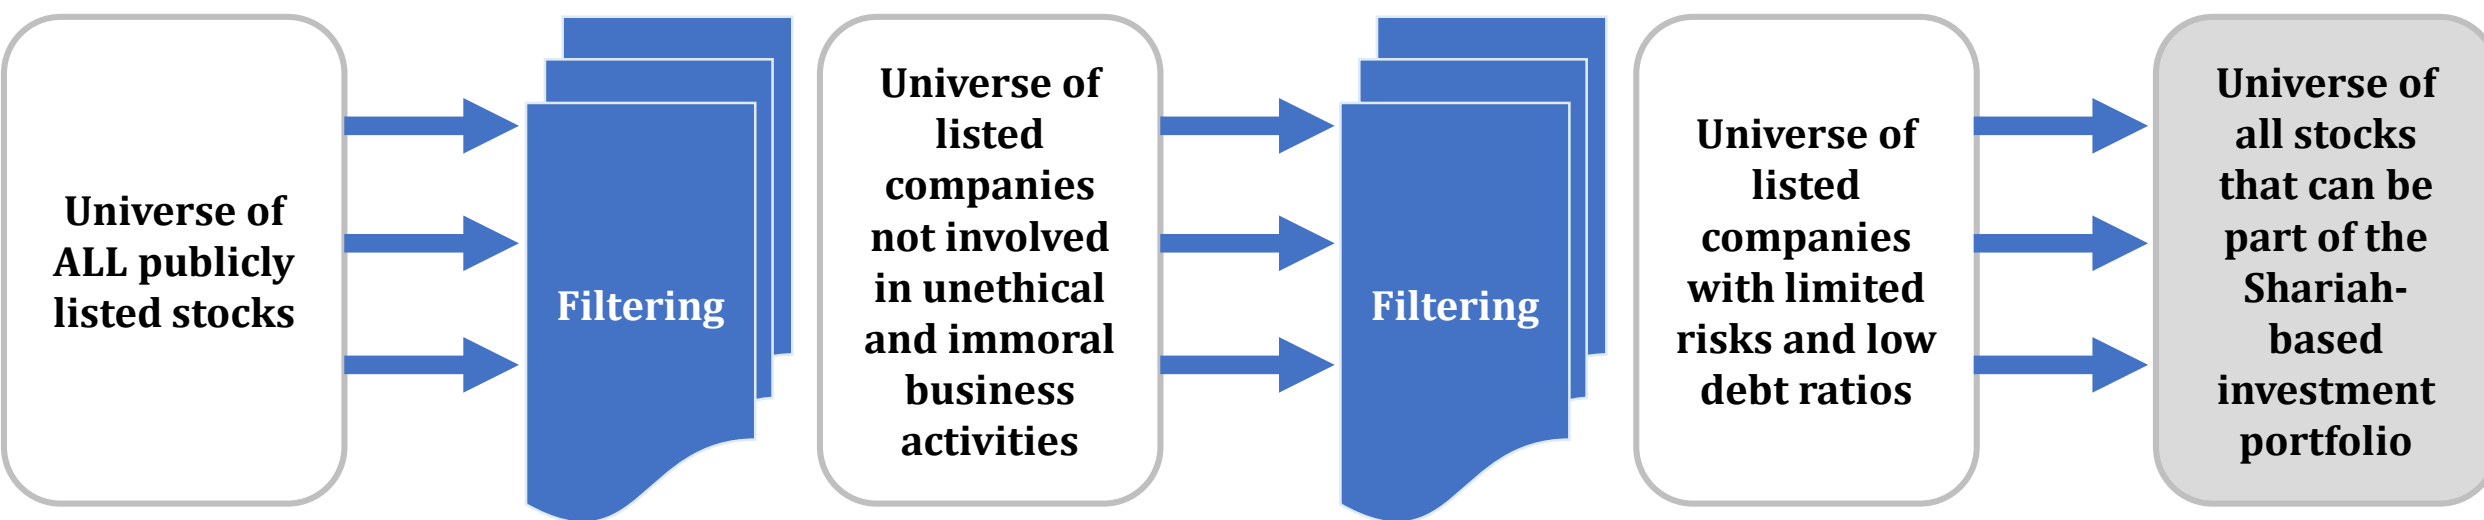 Universe of
ALL publicly
listed stocks
Filtering
Universe of
listed
companies
not involved
in unethical
and immoral
business
activities
Filtering
Universe of
listed
companies
with limited
risks and low
debt ratios
Universe of
all stocks
that can be
part of the
Shariah-
based
investment
portfolio